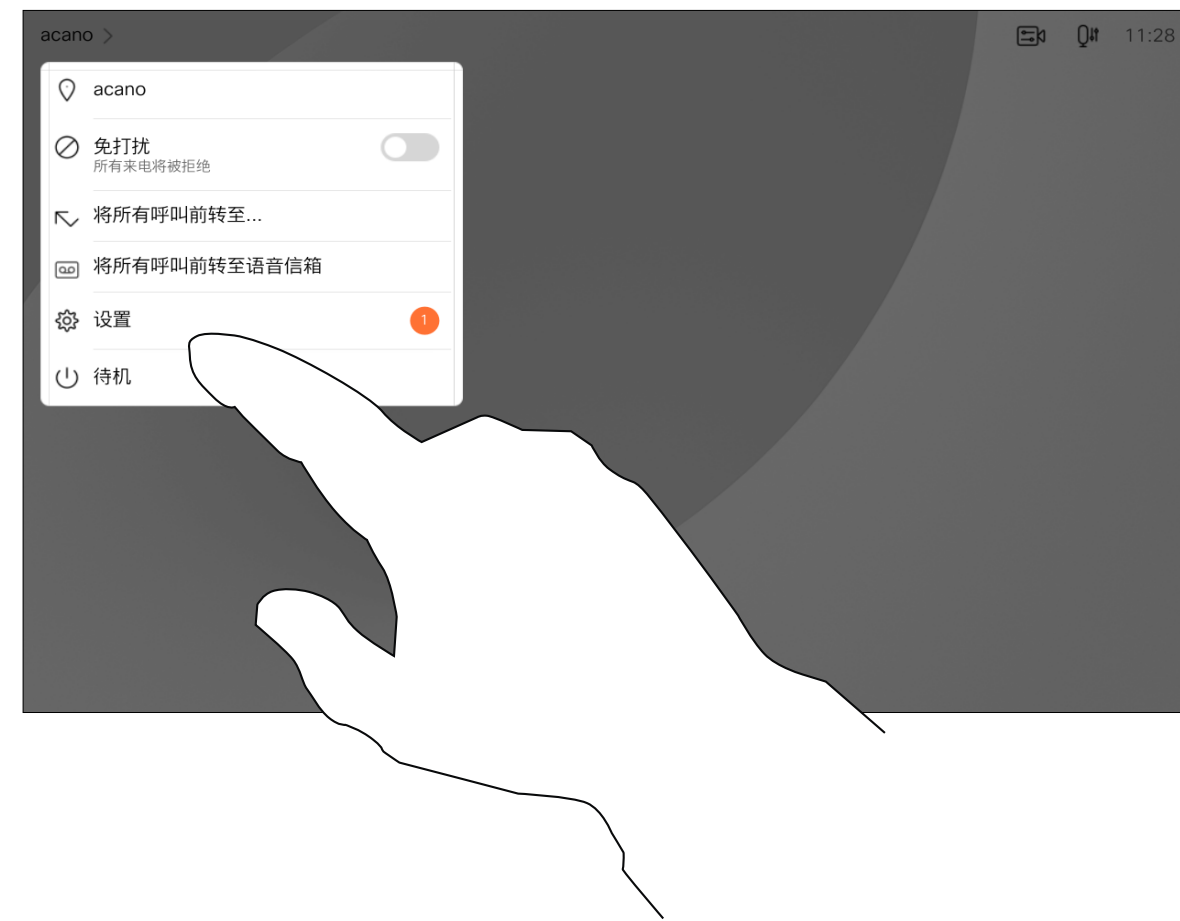 acano
11:28
acano
免打扰
所有来电将被拒绝
将所有呼叫前转至...
将所有呼叫前转至语音信箱
设置
1
待机